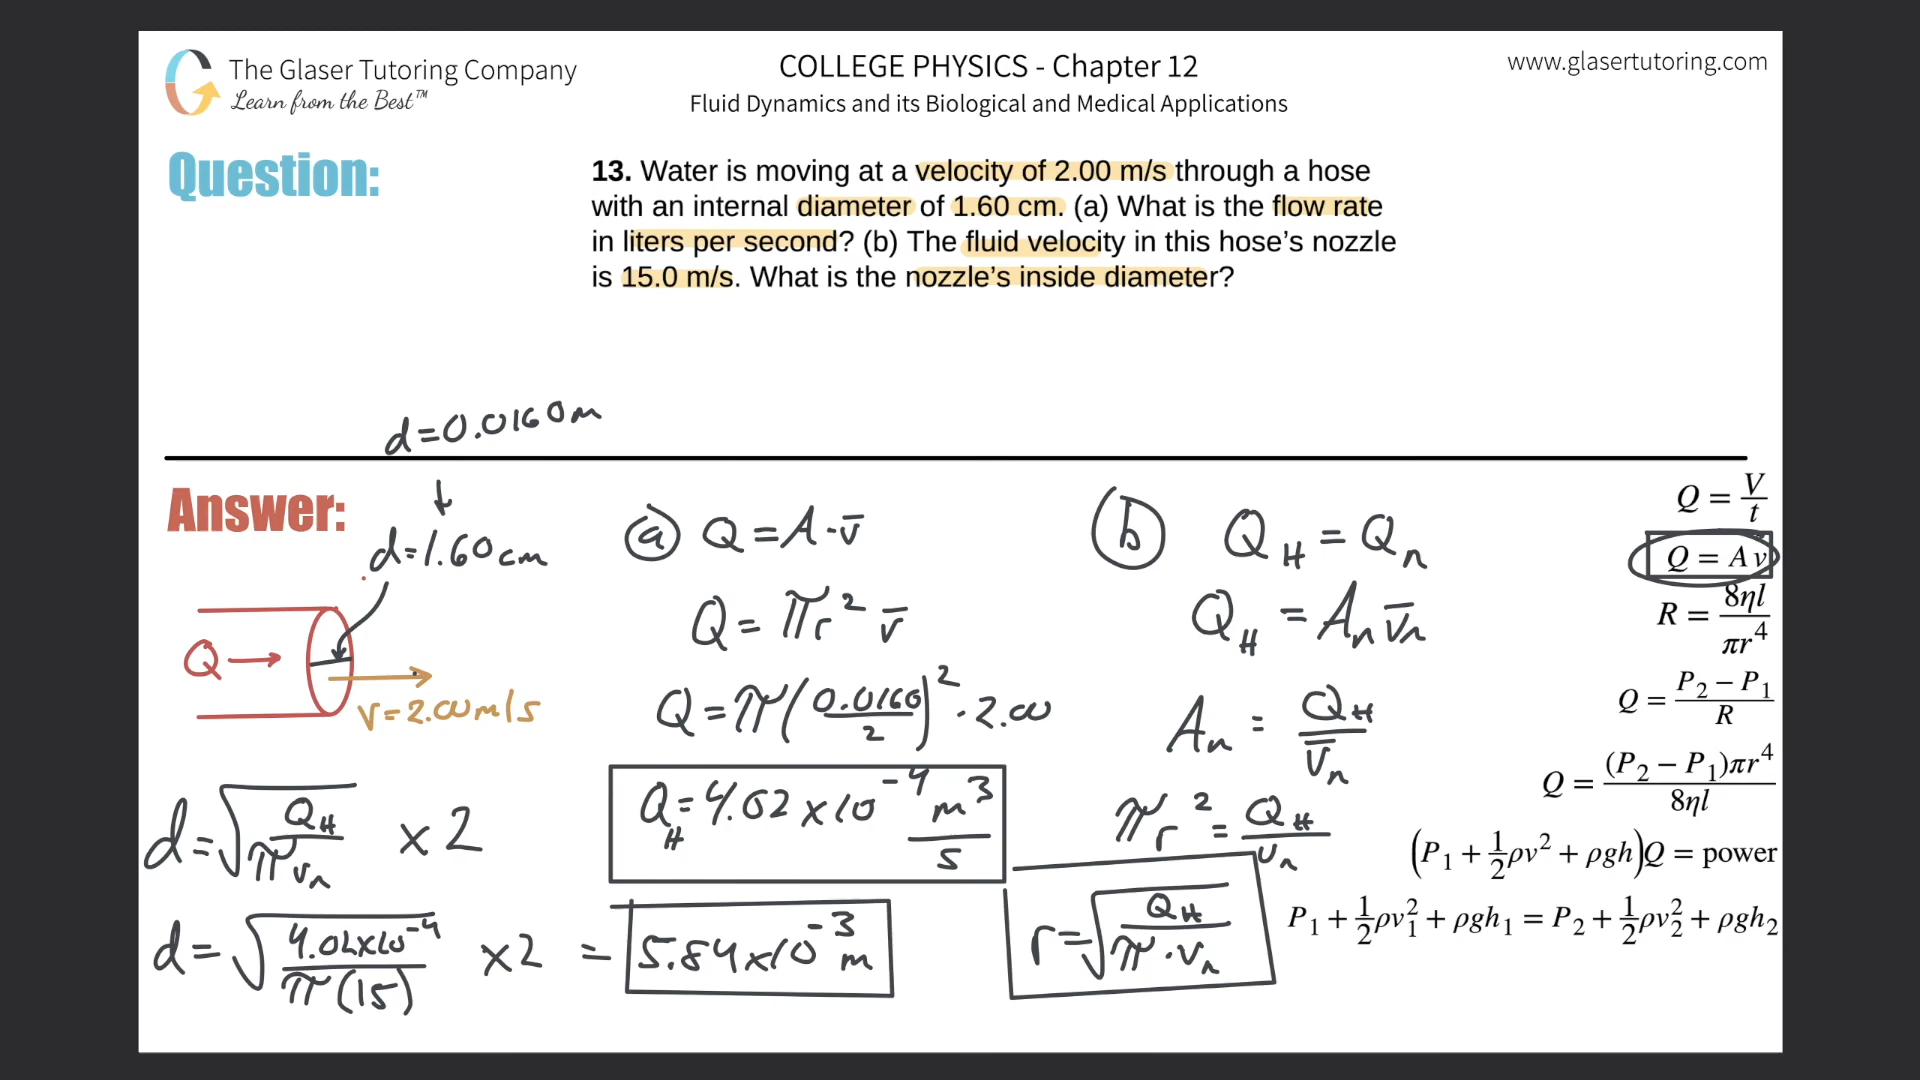 The Glaser Tutoring Company
Learn from the Best™
COLLEGE PHYSICS - Chapter 12
Fluid Dynamics and its Biological and Medical Applications
www.glasertutoring.com
Question:
13. Water is moving at a velocity of 2.00 m/s through a hose
with an internal diameter of 1.60 cm. (a) What is the flow rate
in liters per second? (b) The fluid velocity in this hose's nozzle
is 15.0 m/s. What is the nozzle's inside diameter?
d=0.0160m
Answer:
d=1.60cm
Q →
v=2.00m/s
d=√(Q_H/(πv_n)) x2
d=√(4.02x10⁻⁴/(π(15))) x2 = 5.84x10⁻³ m
(a) Q=A·v̄
Q=πr²v̄
Q=π(0.0160/2)²·2.00
Q_H=4.02x10⁻⁴ m³/s
(b) Q_H=Q_n
Q_H=A_n v̄_n
A_n=Q_H/v̄_n
πr²=Q_H/v_n
r=√(Q_H/(π·v_n))
Q = V/t
Q = A v̄
R = 8ηl/πr⁴
Q = (P₂ − P₁)/R
Q = (P₂ − P₁)πr⁴/8ηl
(P₁ + ½ρv² + ρgh)Q = power
P₁ + ½ρv₁² + ρgh₁ = P₂ + ½ρv₂² + ρgh₂